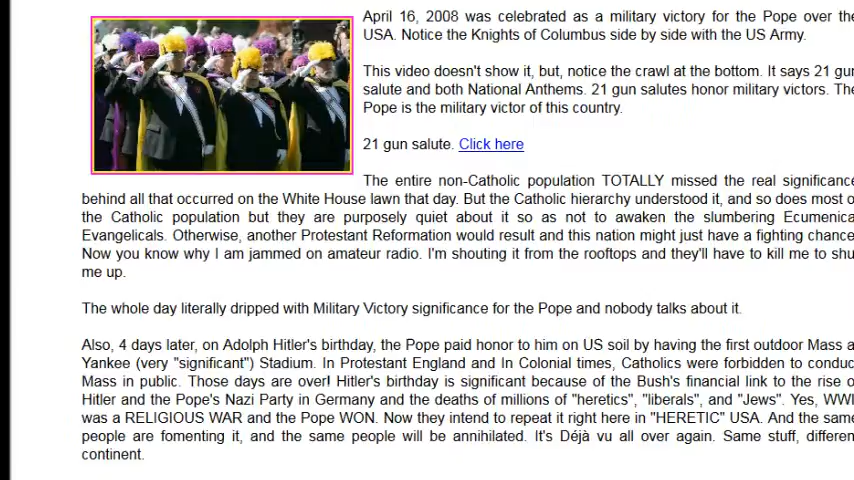 April 16, 2008 was celebrated as a military victory for the Pope over the
USA. Notice the Knights of Columbus side by side with the US Army.
This video doesn't show it, but, notice the crawl at the bottom. It says 21 gun
salute and both National Anthems. 21 gun salutes honor military victors. The
Pope is the military victor of this country.
21 gun salute. Click here
The entire non-Catholic population TOTALLY missed the real significance
behind all that occurred on the White House lawn that day. But the Catholic hierarchy understood it, and so does most o
the Catholic population but they are purposely quiet about it so as not to awaken the slumbering Ecumenica
Evangelicals. Otherwise, another Protestant Reformation would result and this nation might just have a fighting chance
Now you know why I am jammed on amateur radio. I'm shouting it from the rooftops and they'll have to kill me to shu
me up.
The whole day literally dripped with Military Victory significance for the Pope and nobody talks about it.
Also, 4 days later, on Adolph Hitler's birthday, the Pope paid honor to him on US soil by having the first outdoor Mass a
Yankee (very "significant") Stadium. In Protestant England and In Colonial times, Catholics were forbidden to conduc
Mass in public. Those days are over! Hitler's birthday is significant because of the Bush's financial link to the rise o
Hitler and the Pope's Nazi Party in Germany and the deaths of millions of "heretics", "liberals", and "Jews". Yes, WWI
was a RELIGIOUS WAR and the Pope WON. Now they intend to repeat it right here in "HERETIC" USA. And the same
people are fomenting it, and the same people will be annihilated. It's Déjà vu all over again. Same stuff, differen
continent.